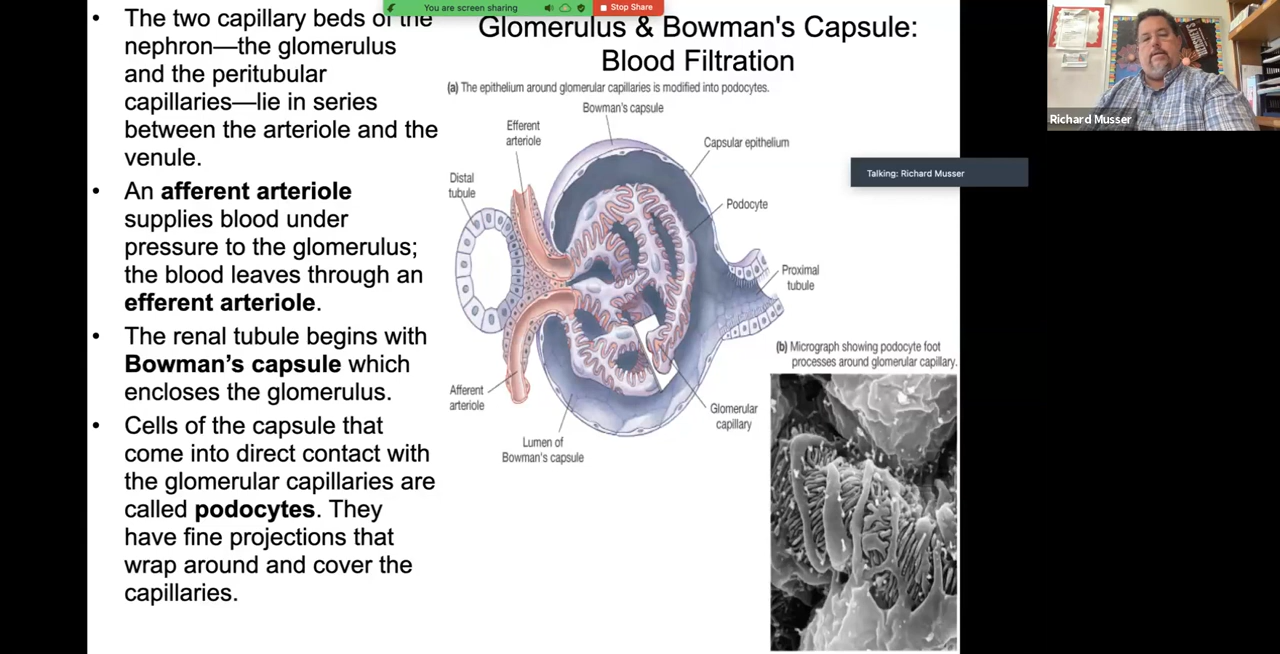 You are screen sharing
Stop Share
• The two capillary beds of the
nephron—the glomerulus
and the peritubular
capillaries—lie in series
between the arteriole and the
venule.
• An afferent arteriole
supplies blood under
pressure to the glomerulus;
the blood leaves through an
efferent arteriole.
• The renal tubule begins with
Bowman’s capsule which
encloses the glomerulus.
• Cells of the capsule that
come into direct contact with
the glomerular capillaries are
called podocytes. They
have fine projections that
wrap around and cover the
capillaries.
Glomerulus & Bowman's Capsule:
Blood Filtration
(a) The epithelium around glomerular capillaries is modified into podocytes.
Bowman's capsule
Efferent
arteriole
Capsular epithelium
Distal
tubule
Podocyte
Proximal
tubule
Afferent
arteriole
Glomerular
capillary
Lumen of
Bowman's capsule
(b) Micrograph showing podocyte foot
processes around glomerular capillary.
Richard Musser
Talking: Richard Musser